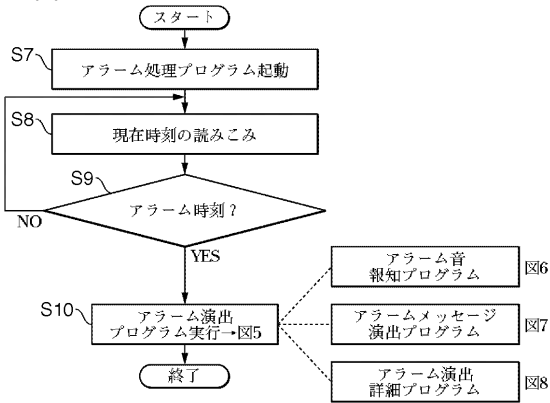 スタート
S7
アラーム処理プログラム起動
S8
現在時刻の読みこみ
S9
アラーム時刻？
NO
YES
S10
アラーム演出
プログラム実行→図5
終了
アラーム音
報知プログラム
図6
アラームメッセージ
演出プログラム
図7
アラーム演出
詳細プログラム
図8